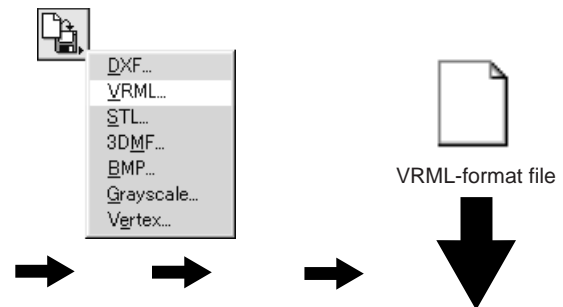 DXF...
VRML...
STL...
3DMF...
BMP...
Grayscale...
Vertex...
VRML-format file